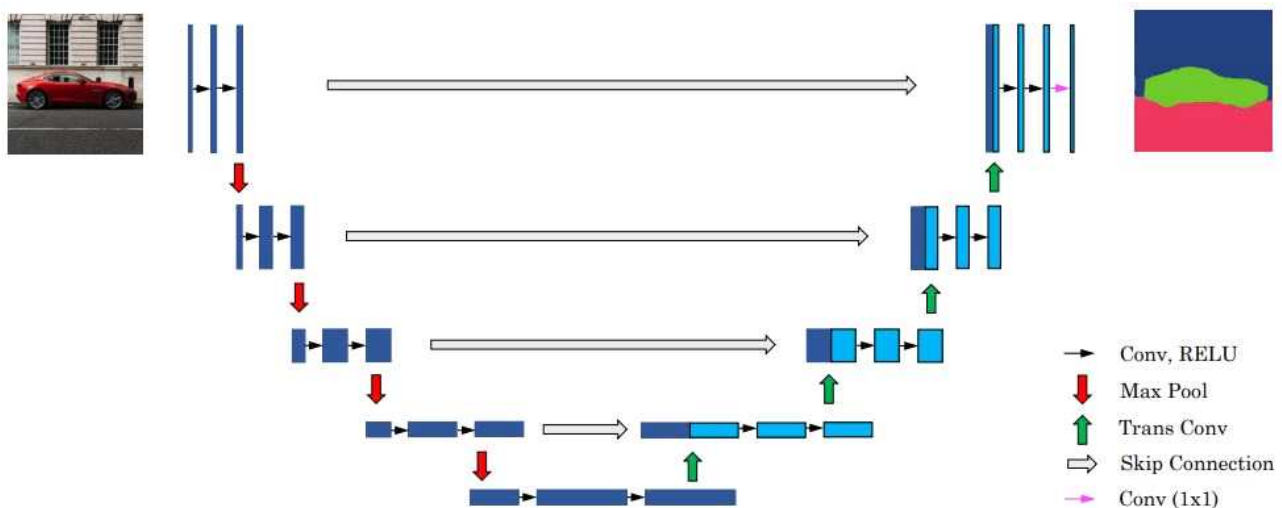 Conv, RELU
Max Pool
Trans Conv
Skip Connection
Conv (1x1)